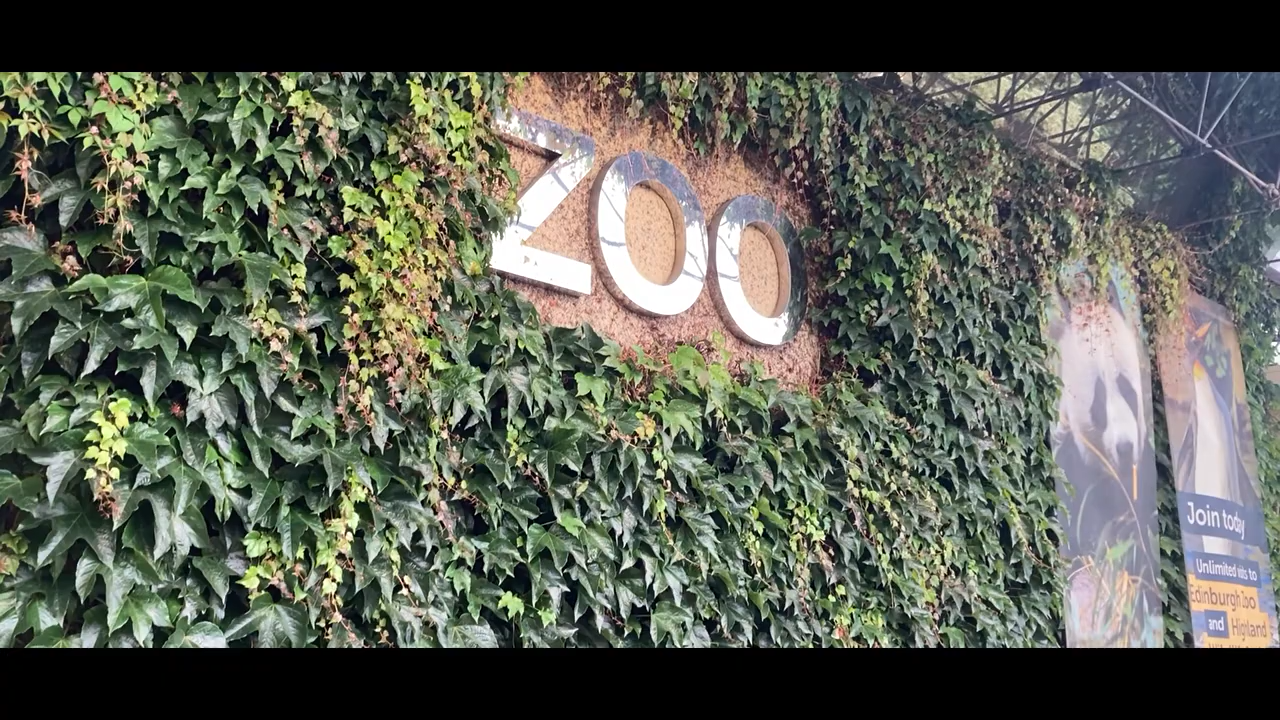 ZOO
Join today
Unlimited visits to
Edinburgh Zoo
and Highland